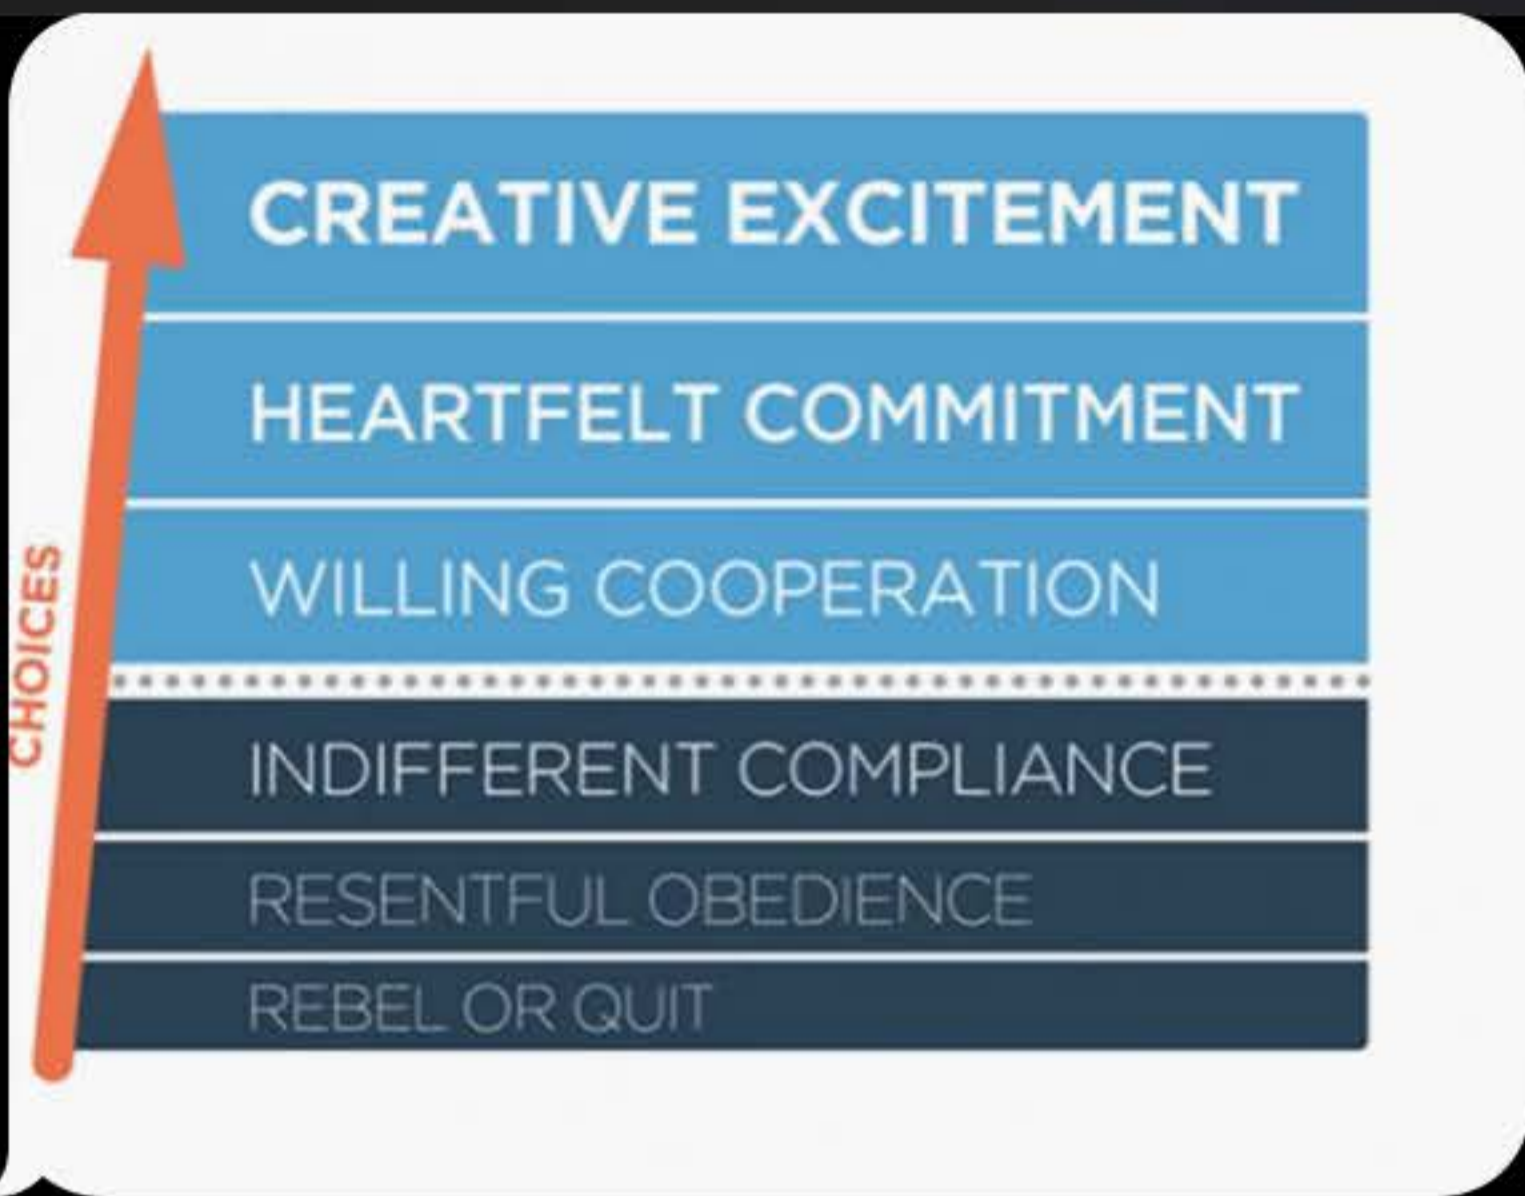 CREATIVE EXCITEMENT
HEARTFELT COMMITMENT
WILLING COOPERATION
INDIFFERENT COMPLIANCE
RESENTFUL OBEDIENCE
REBEL OR QUIT
CHOICES